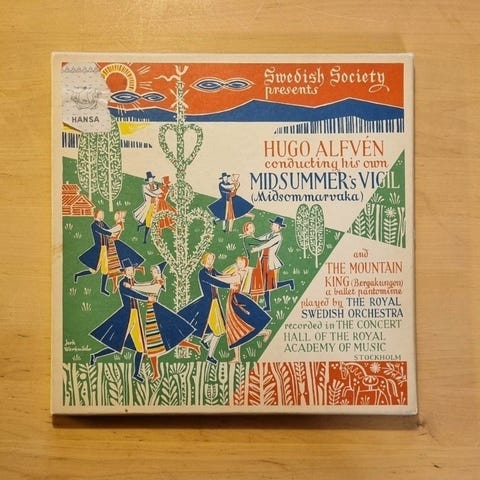 Swedish Society
presents
HANSA
HUGO ALFVÉN
conducting his own
MIDSUMMER's VIGIL
(Midsommarvaka)
and
THE MOUNTAIN
KING (Bergakungen)
a ballet pantomime
played by THE ROYAL
SWEDISH ORCHESTRA
recorded in THE CONCERT
HALL OF THE ROYAL
ACADEMY OF MUSIC
STOCKHOLM